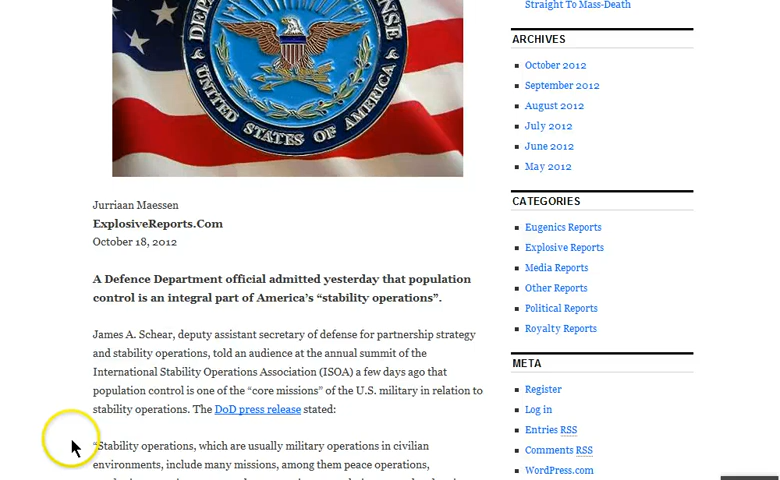 Straight To Mass-Death
DEP
ENSE
UNITED STATES OF AMERICA
ARCHIVES
October 2012
September 2012
August 2012
July 2012
June 2012
May 2012
CATEGORIES
Eugenics Reports
Explosive Reports
Media Reports
Other Reports
Political Reports
Royalty Reports
META
Register
Log in
Entries RSS
Comments RSS
WordPress.com
Jurriaan Maessen
ExplosiveReports.Com
October 18, 2012
A Defence Department official admitted yesterday that population
control is an integral part of America’s “stability operations”.
James A. Schear, deputy assistant secretary of defense for partnership strategy
and stability operations, told an audience at the annual summit of the
International Stability Operations Association (ISOA) a few days ago that
population control is one of the “core missions” of the U.S. military in relation to
stability operations. The DoD press release stated:
“Stability operations, which are usually military operations in civilian
environments, include many missions, among them peace operations,